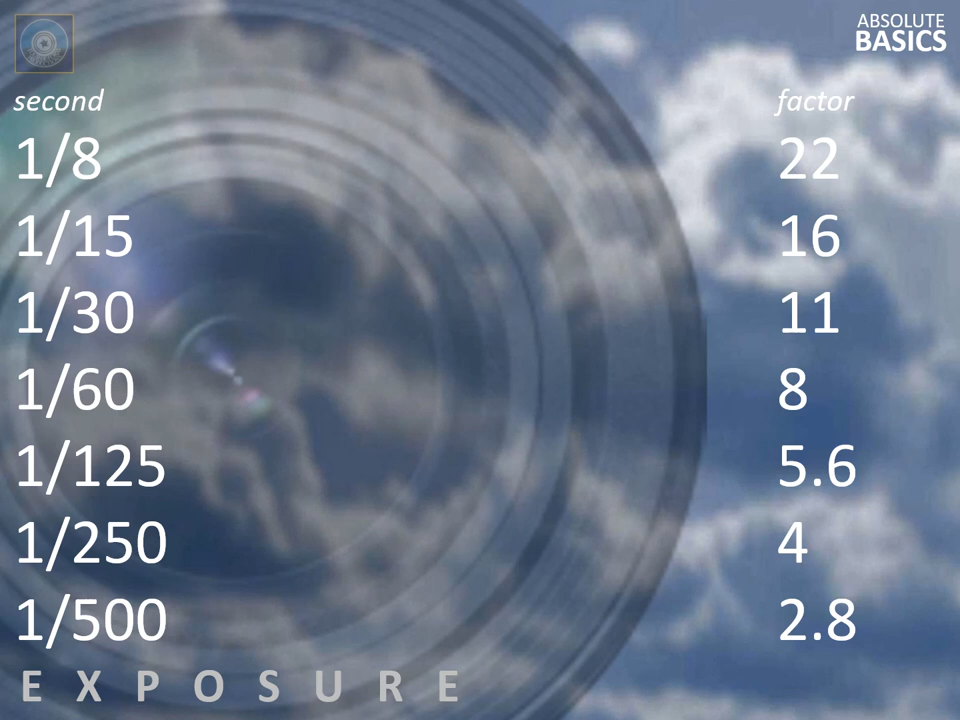 ABSOLUTE
BASICS
second factor
1/8 22
1/15 16
1/30 11
1/60 8
1/125 5.6
1/250 4
1/500 2.8
EXPOSURE